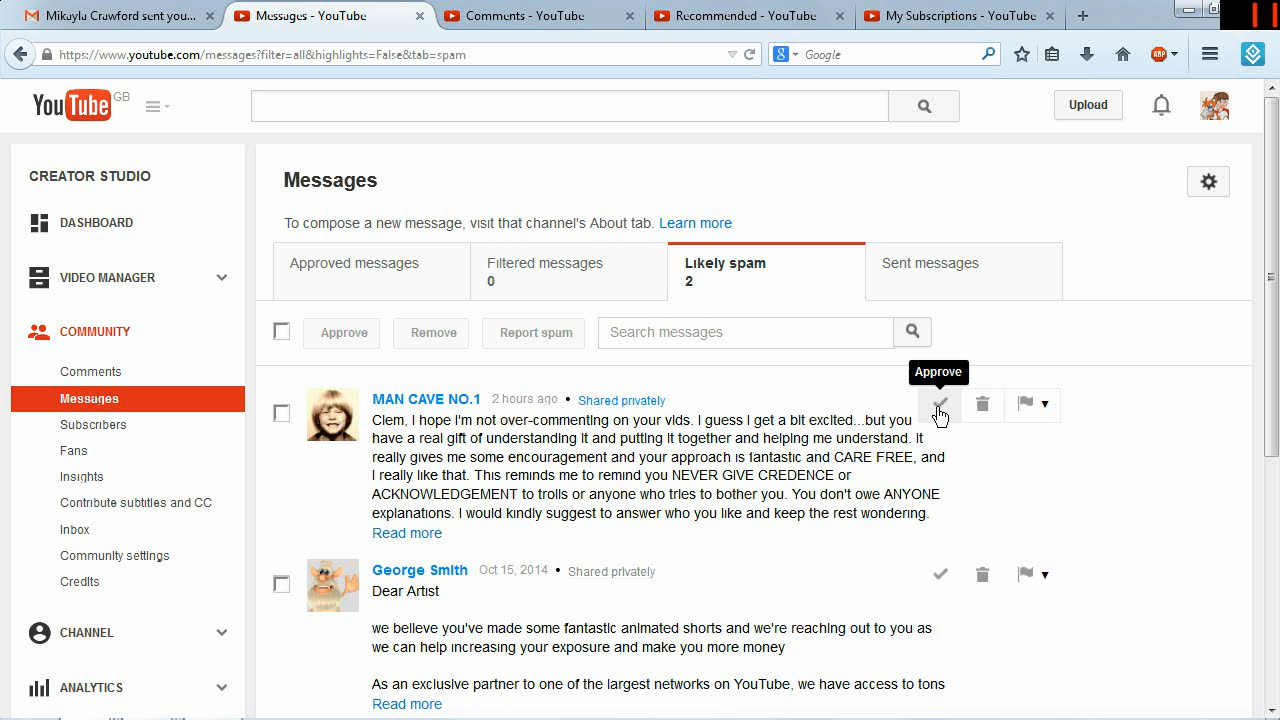 Mikayla Crawford sent you...
Messages - YouTube
Comments - YouTube
Recommended - YouTube
My Subscriptions - YouTube
https://www.youtube.com/messages?filter=all&highlights=False&tab=spam
Google
ABP
YouTube GB
Upload
CREATOR STUDIO
DASHBOARD
VIDEO MANAGER
COMMUNITY
Comments
Messages
Subscribers
Fans
Insights
Contribute subtitles and CC
Inbox
Community settings
Credits
CHANNEL
ANALYTICS
Messages
To compose a new message, visit that channel's About tab. Learn more
Approved messages
Filtered messages
0
Likely spam
2
Sent messages
Approve
Remove
Report spam
Search messages
Approve
MAN CAVE NO.1 2 hours ago • Shared privately
Clem, I hope I'm not over-commenting on your vids. I guess I get a bit excited...but you
have a real gift of understanding it and putting it together and helping me understand. It
really gives me some encouragement and your approach is fantastic and CARE FREE, and
I really like that. This reminds me to remind you NEVER GIVE CREDENCE or
ACKNOWLEDGEMENT to trolls or anyone who tries to bother you. You don't owe ANYONE
explanations. I would kindly suggest to answer who you like and keep the rest wondering.
Read more
George Smith Oct 15, 2014 • Shared privately
Dear Artist
we believe you've made some fantastic animated shorts and we're reaching out to you as
we can help increasing your exposure and make you more money
As an exclusive partner to one of the largest networks on YouTube, we have access to tons
Read more